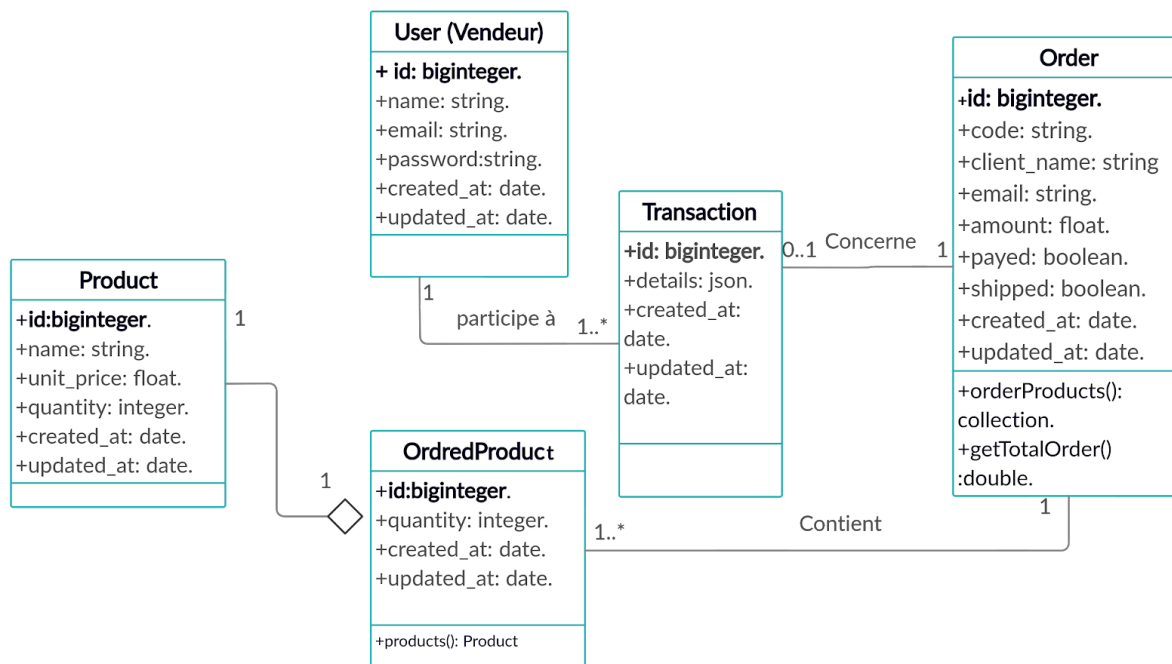 User (Vendeur)
+ id: biginteger.
+name: string.
+email: string.
+password:string.
+created_at: date.
+updated_at: date.
Order
+id: biginteger.
+code: string.
+client_name: string
+email: string.
+amount: float.
+payed: boolean.
+shipped: boolean.
+created_at: date.
+updated_at: date.
+orderProducts():
collection.
+getTotalOrder()
:double.
Transaction
+id: biginteger.
+details: json.
+created_at:
date.
+updated_at:
date.
0..1
Concerne
1
Product
+id:biginteger.
+name: string.
+unit_price: float.
+quantity: integer.
+created_at: date.
+updated_at: date.
1
1
participe à
1..*
OrdredProduct
+id:biginteger.
+quantity: integer.
+created_at: date.
+updated_at: date.
+products(): Product
1
1..*
Contient
1